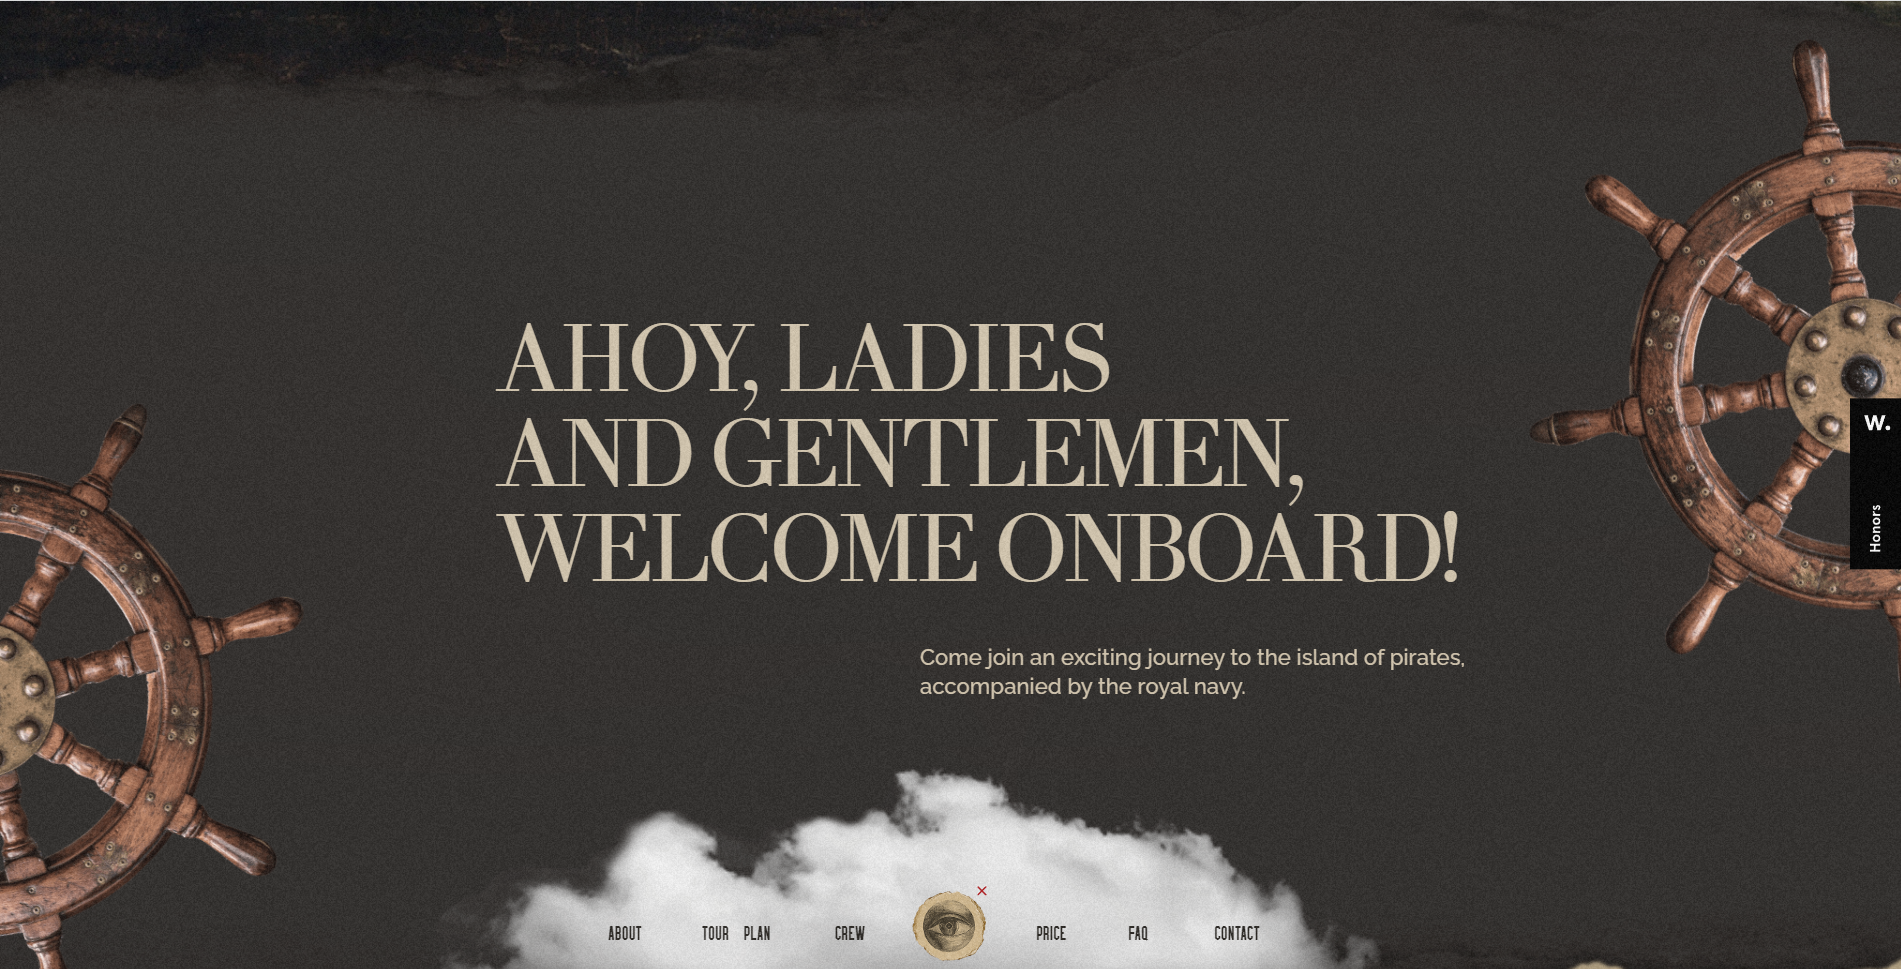 AHOY, LADIES
AND GENTLEMEN,
WELCOME ONBOARD!
W.
Honors
Come join an exciting journey to the island of pirates,
accompanied by the royal navy.
ABOUT TOUR PLAN CREW PRICE FAQ CONTACT